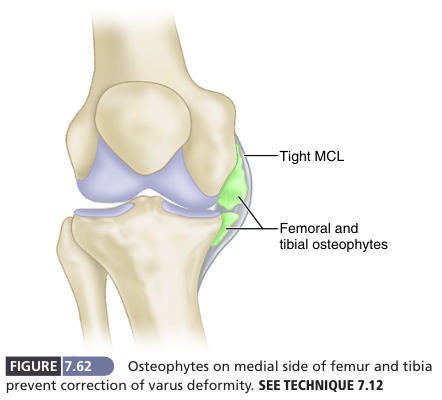 Tight MCL
Femoral and
tibial osteophytes
FIGURE 7.62 Osteophytes on medial side of femur and tibia
prevent correction of varus deformity. SEE TECHNIQUE 7.12